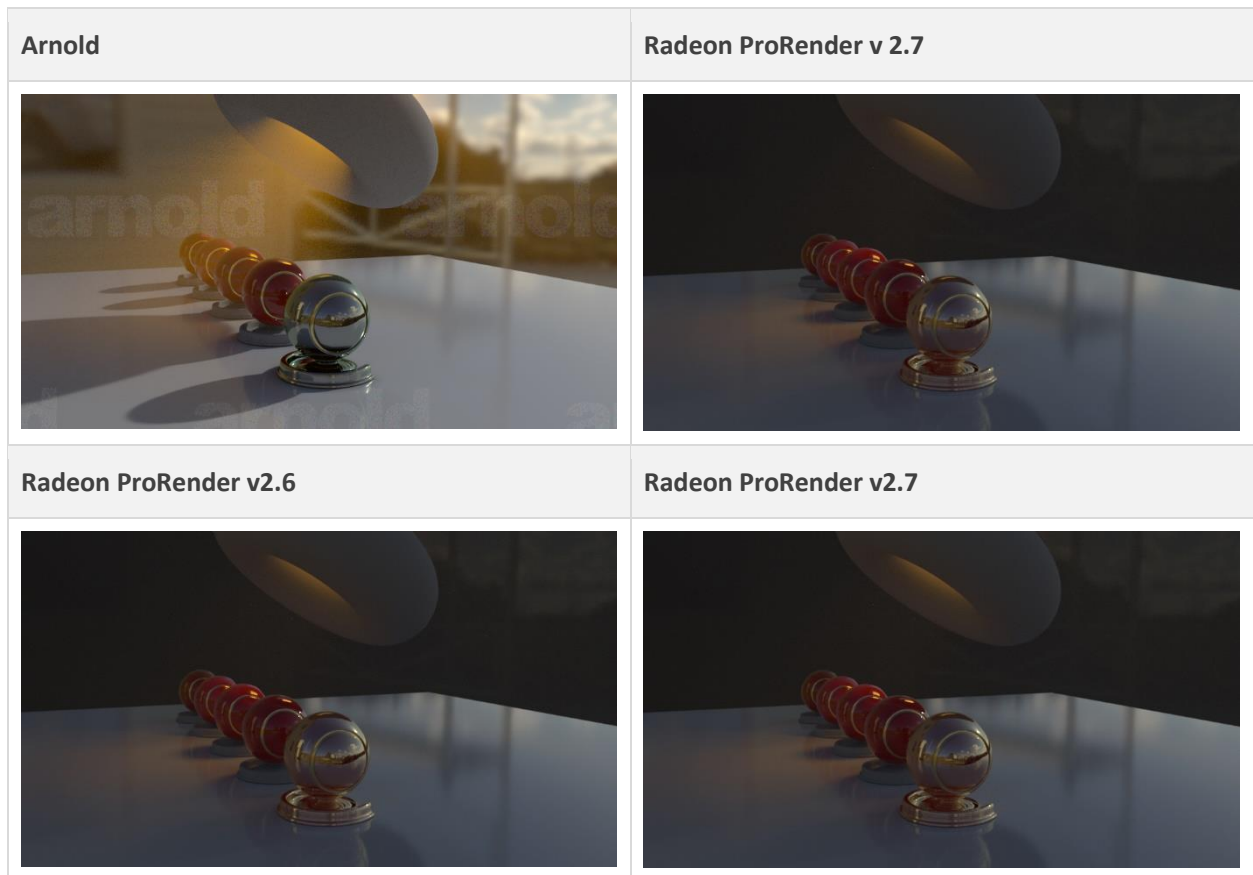 Arnold
Radeon ProRender v 2.7
arnold
arnold
arnold
Radeon ProRender v2.6
Radeon ProRender v2.7